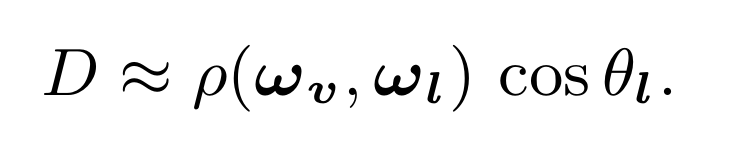 D ≈ ρ(ω_v, ω_l) cos θ_l.